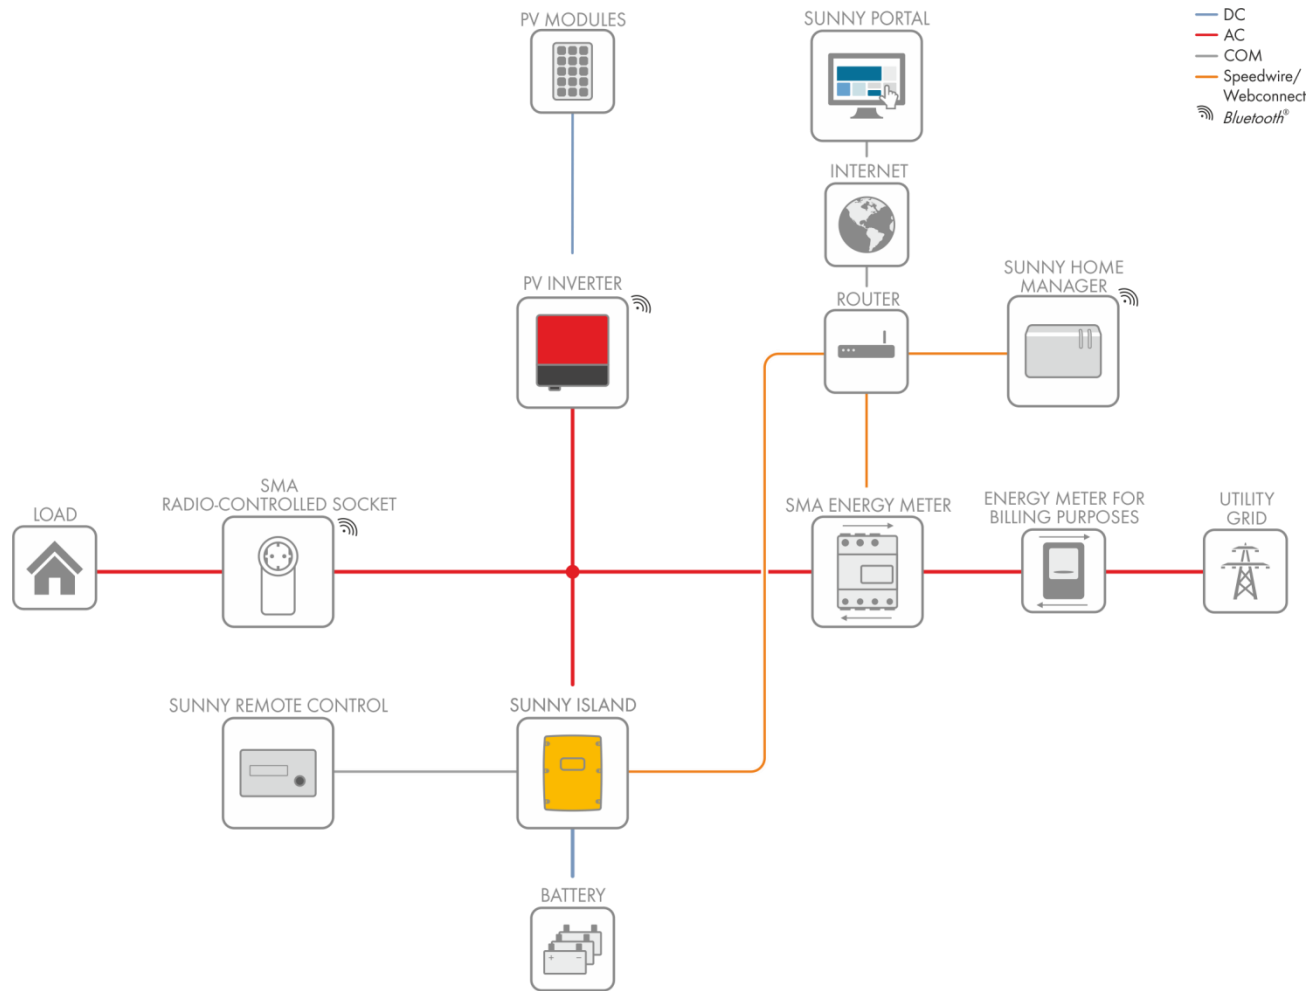 PV MODULES
SUNNY PORTAL
DC
AC
COM
Speedwire/
Webconnect
Bluetooth®
INTERNET
PV INVERTER
SUNNY HOME
MANAGER
ROUTER
SMA
RADIO-CONTROLLED SOCKET
LOAD
SMA ENERGY METER
ENERGY METER FOR
BILLING PURPOSES
UTILITY
GRID
SUNNY REMOTE CONTROL
SUNNY ISLAND
BATTERY
+ −